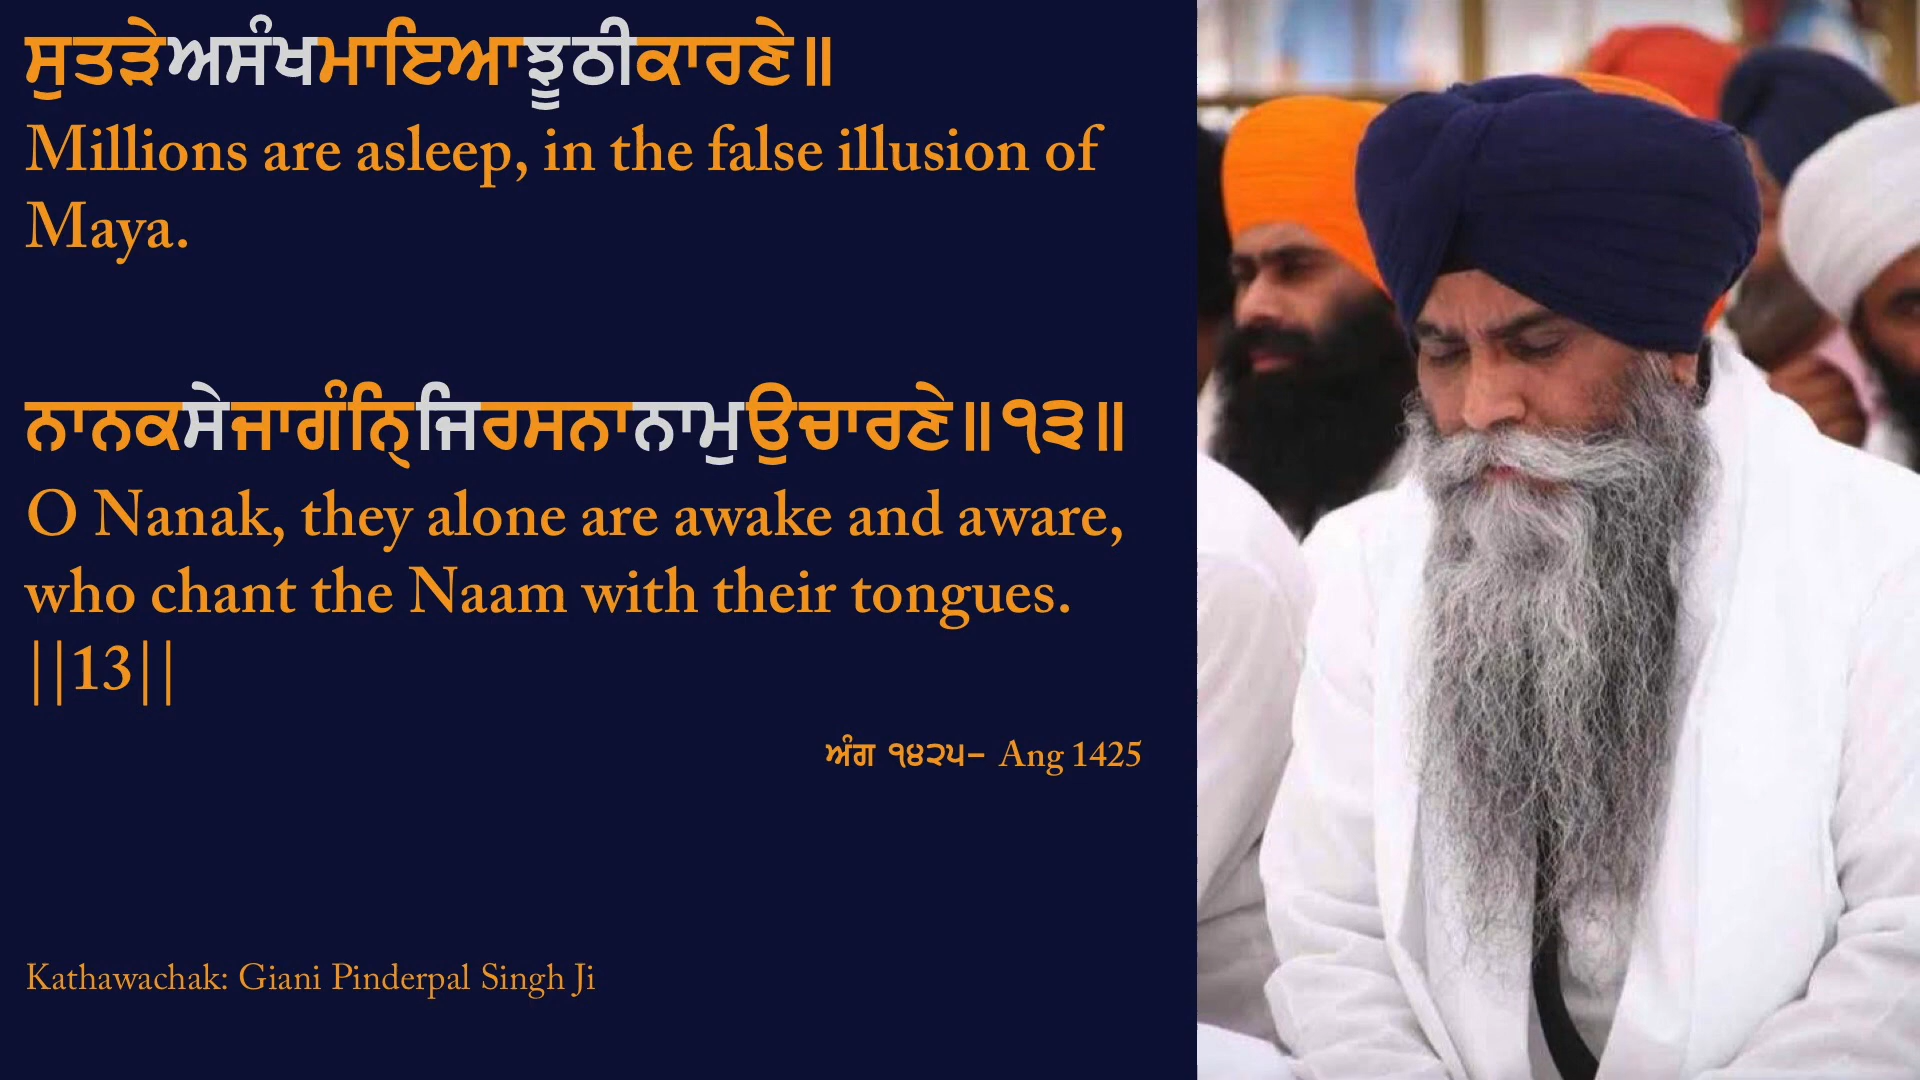 ਸੁਤੜੇਅਸੰਖਮਾਇਆਝੂਠੀਕਾਰਣੇ॥
Millions are asleep, in the false illusion of
Maya.
ਨਾਨਕਸੇਜਾਗੰਨ੍ਹਿਜਿਰਸਨਾਨਾਮੁਉਚਾਰਣੇ॥੧੩॥
O Nanak, they alone are awake and aware,
who chant the Naam with their tongues.
||13||
ਅੰਗ ੧੪੨੫– Ang 1425
Kathawachak: Giani Pinderpal Singh Ji